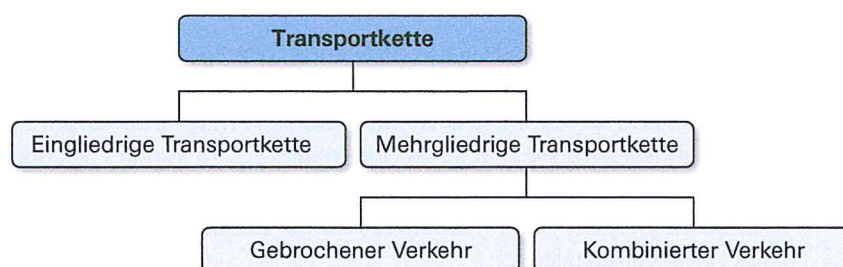 Transportkette
Eingliedrige Transportkette
Mehrgliedrige Transportkette
Gebrochener Verkehr
Kombinierter Verkehr